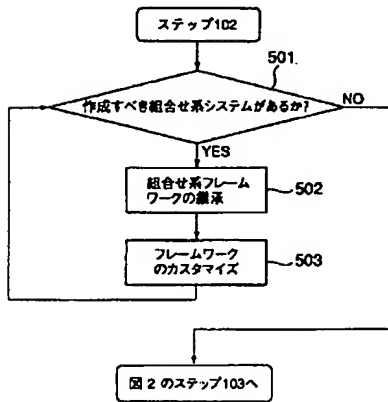 ステップ102
501
作成すべき組合せ系システムがあるか?
NO
YES
組合せ系フレーム
ワークの継承
502
フレームワーク
のカスタマイズ
503
図2のステップ103へ